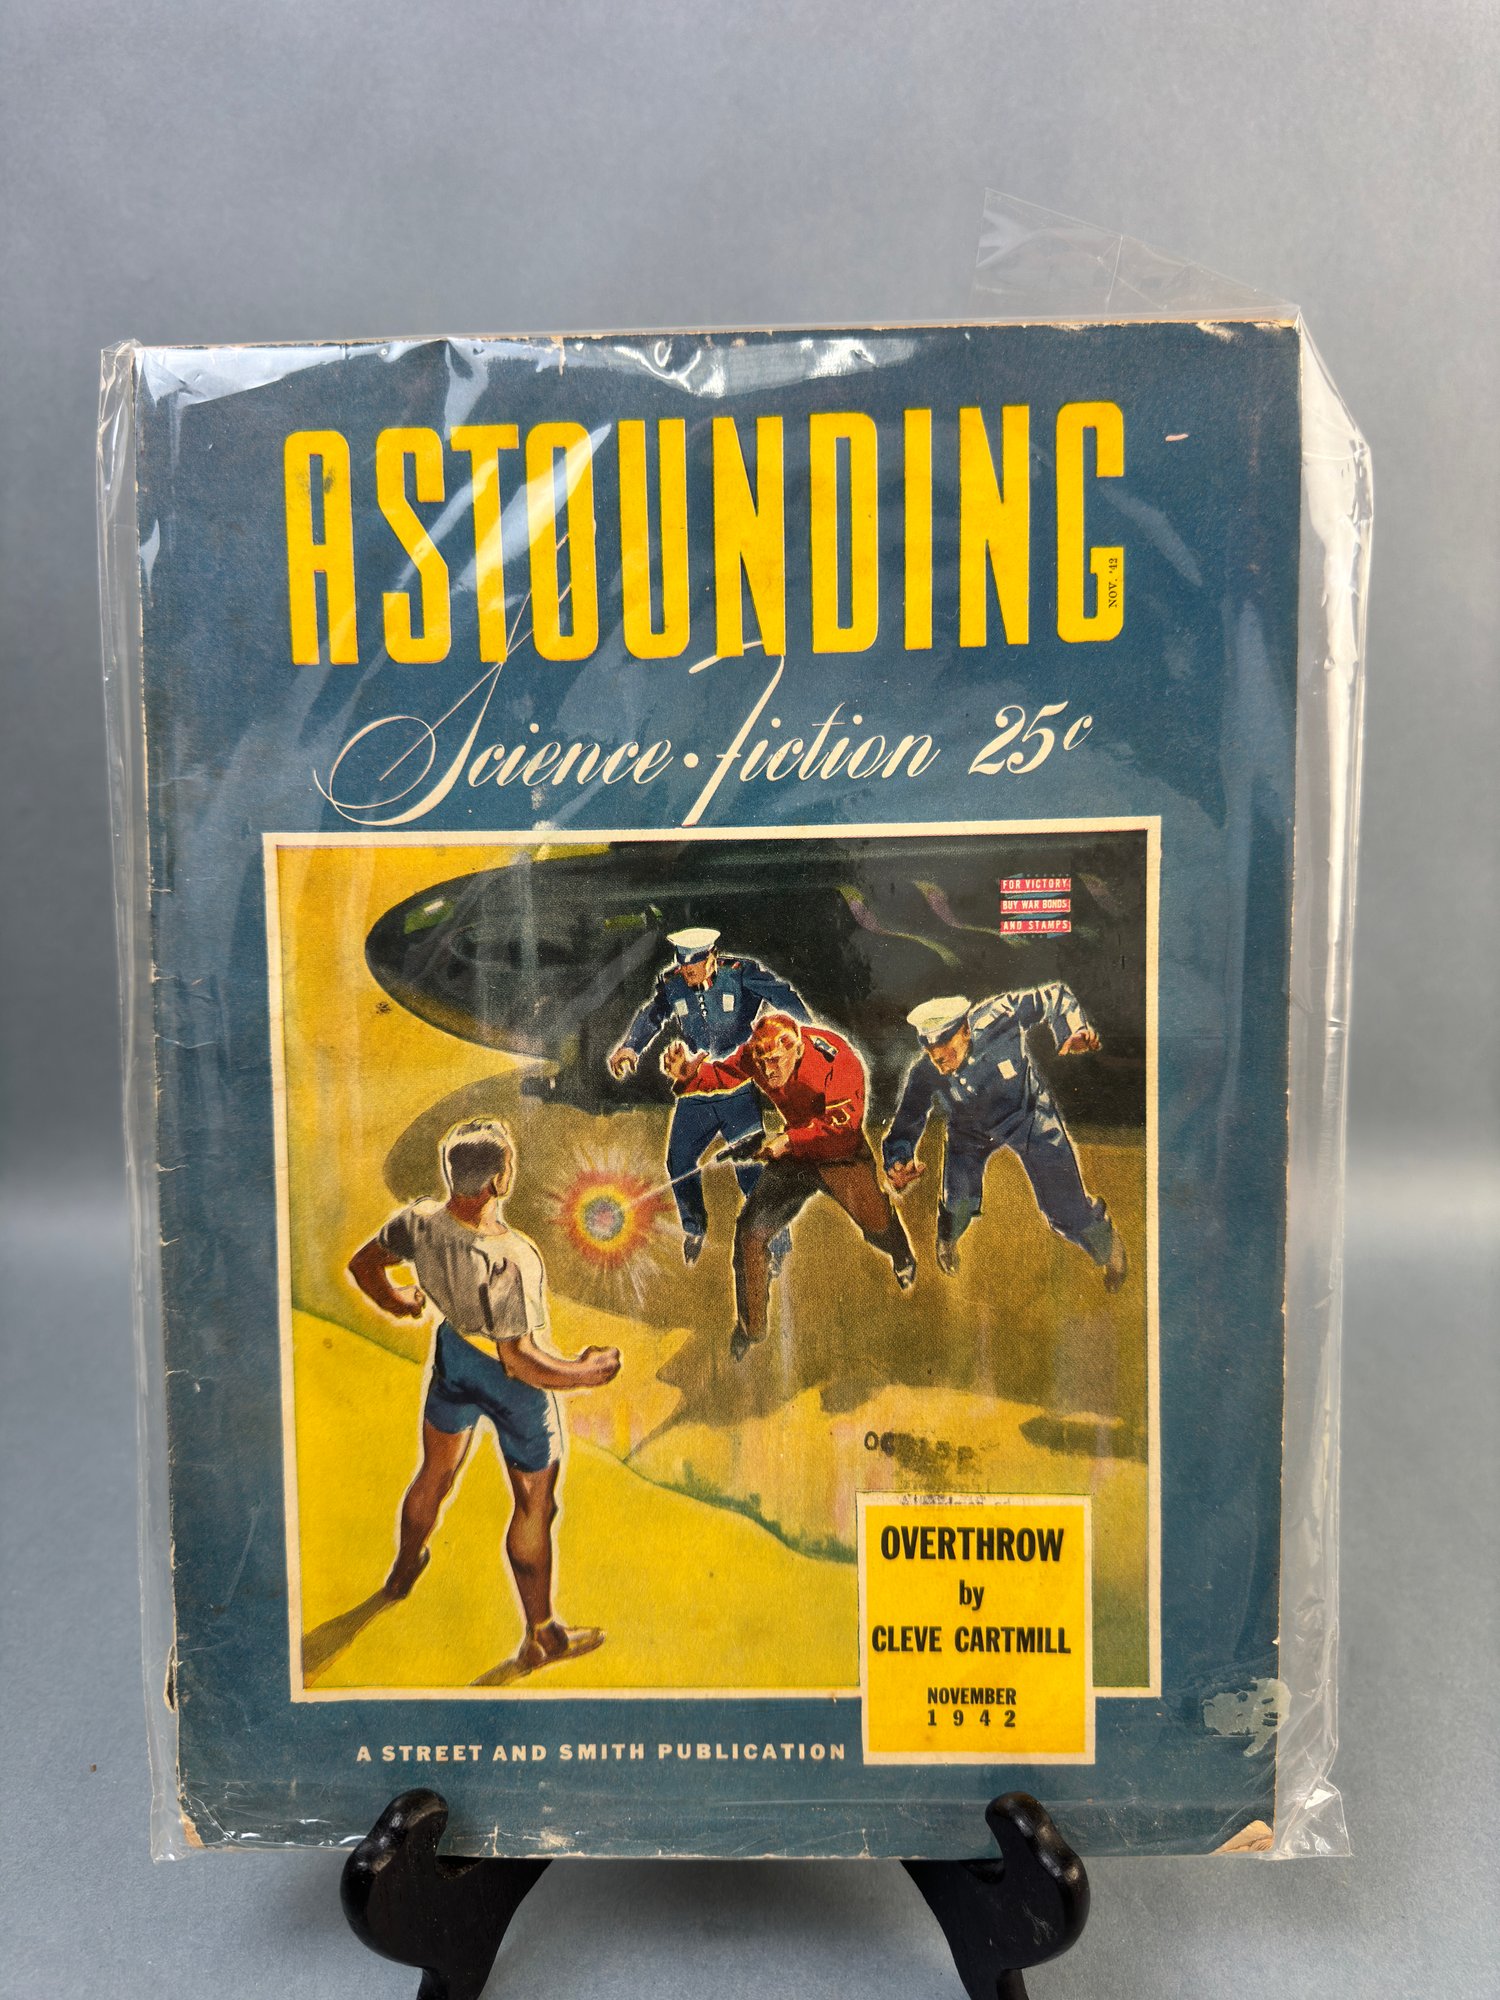 ASTOUNDING
NOV. '42
Science • Fiction 25c
FOR VICTORY
BUY WAR BONDS
AND STAMPS
OVERTHROW
by
CLEVE CARTMILL
NOVEMBER
1942
A STREET AND SMITH PUBLICATION